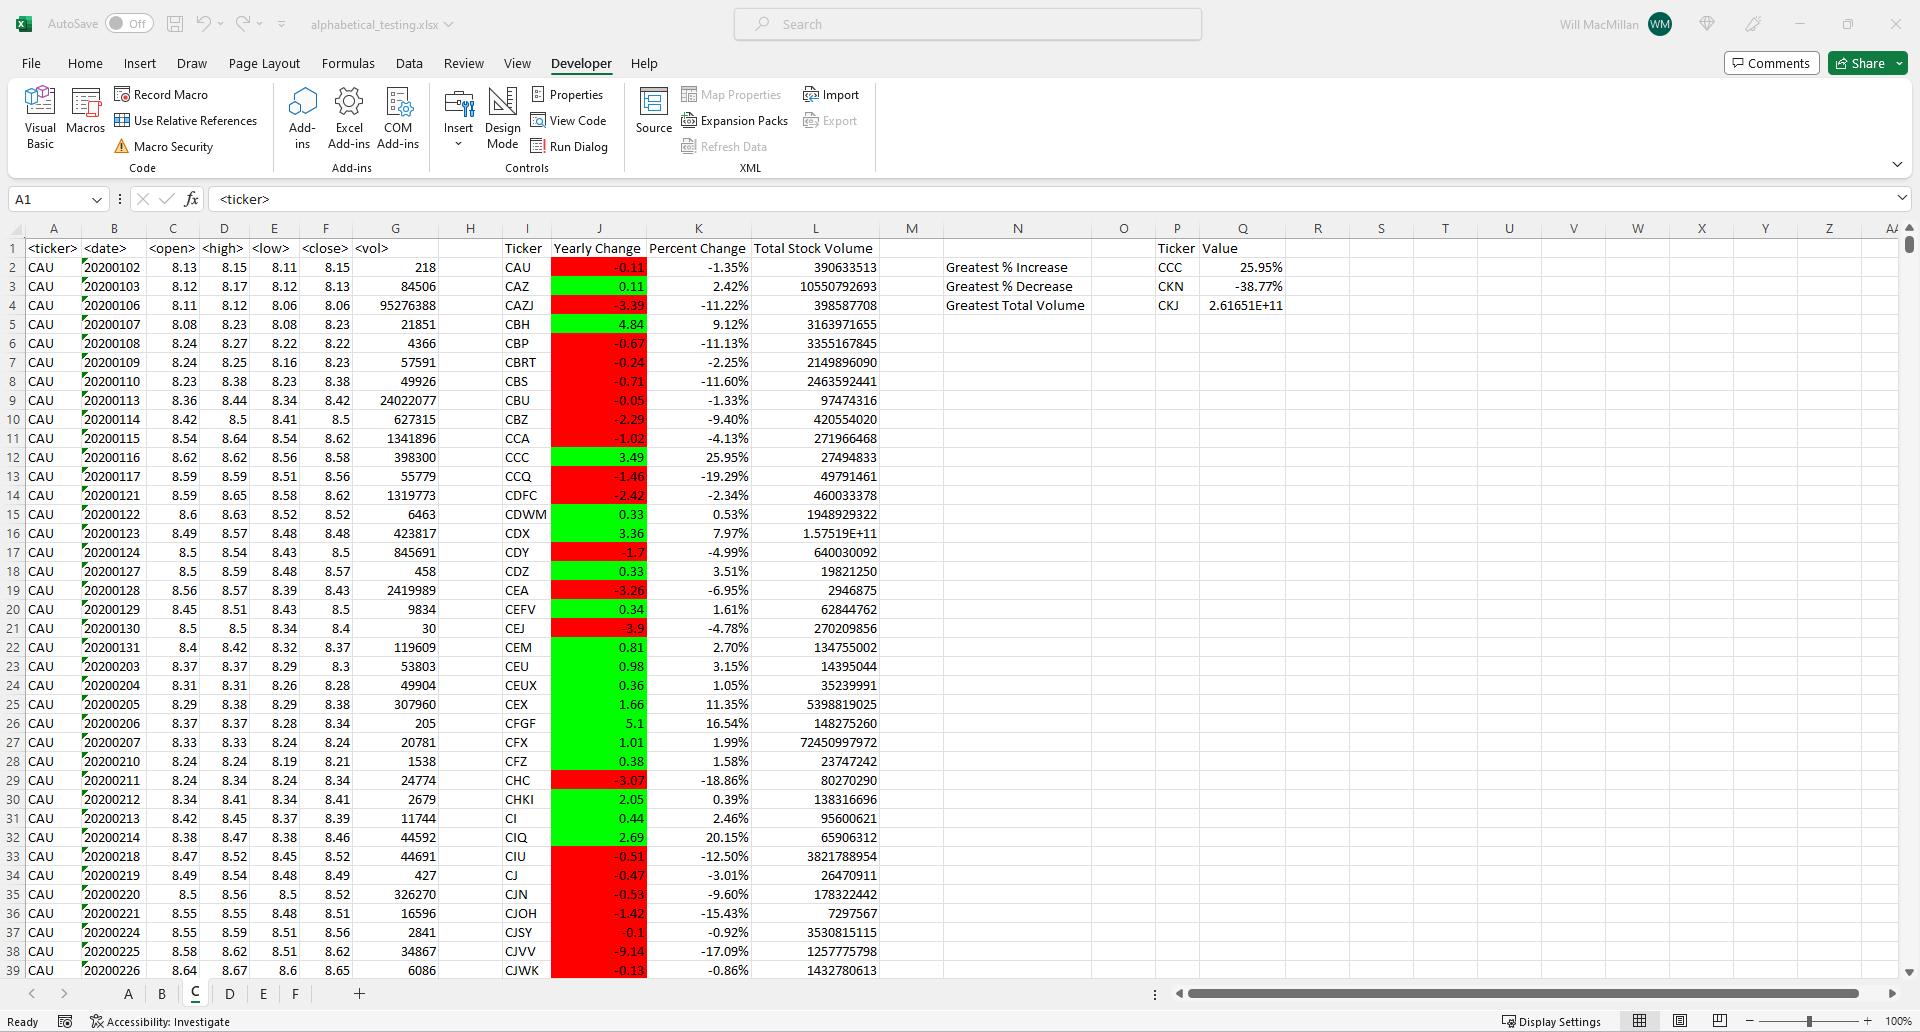 AutoSave Off alphabetical_testing.xlsx Search Will MacMillan WM
File Home Insert Draw Page Layout Formulas Data Review View Developer Help Comments Share
Visual Basic Macros Record Macro Use Relative References Macro Security Code
Add-ins Excel Add-ins COM Add-ins Add-ins
Insert Design Mode Properties View Code Run Dialog Controls
Source Map Properties Expansion Packs Refresh Data Import Export XML
A1 fx <ticker>
A B C D E F G H I J K L M N O P Q R S T U V W X Y Z AA
1 <ticker> <date> <open> <high> <low> <close> <vol> Ticker Yearly Change Percent Change Total Stock Volume Ticker Value
2 CAU 20200102 8.13 8.15 8.11 8.15 218 CAU -0.11 -1.35% 390633513 Greatest % Increase CCC 25.95%
3 CAU 20200103 8.12 8.17 8.12 8.13 84506 CAZ 0.11 2.42% 10550792693 Greatest % Decrease CKN -38.77%
4 CAU 20200106 8.11 8.12 8.06 8.06 95276388 CAZJ -3.39 -11.22% 398587708 Greatest Total Volume CKJ 2.61651E+11
5 CAU 20200107 8.08 8.23 8.08 8.23 21851 CBH 4.84 9.12% 3163971655
6 CAU 20200108 8.24 8.27 8.22 8.22 4366 CBP -0.67 -11.13% 3355167845
7 CAU 20200109 8.24 8.25 8.16 8.23 57591 CBRT -0.24 -2.25% 2149896090
8 CAU 20200110 8.23 8.38 8.23 8.38 49926 CBS -0.71 -11.60% 2463592441
9 CAU 20200113 8.36 8.44 8.34 8.42 24022077 CBU -0.05 -1.33% 97474316
10 CAU 20200114 8.42 8.5 8.41 8.5 627315 CBZ -2.29 -9.40% 420554020
11 CAU 20200115 8.54 8.64 8.54 8.62 1341896 CCA -1.02 -4.13% 271966468
12 CAU 20200116 8.62 8.62 8.56 8.58 398300 CCC 3.49 25.95% 27494833
13 CAU 20200117 8.59 8.59 8.51 8.56 55779 CCQ -1.46 -19.29% 49791461
14 CAU 20200121 8.59 8.65 8.58 8.62 1319773 CDFC -2.42 -2.34% 460033378
15 CAU 20200122 8.6 8.63 8.52 8.52 6463 CDWM 0.33 0.53% 1948929322
16 CAU 20200123 8.49 8.57 8.48 8.48 423817 CDX 3.36 7.97% 1.57519E+11
17 CAU 20200124 8.5 8.54 8.43 8.5 845691 CDY -1.7 -4.99% 640030092
18 CAU 20200127 8.5 8.59 8.48 8.57 458 CDZ 0.33 3.51% 19821250
19 CAU 20200128 8.56 8.57 8.39 8.43 2419989 CEA -3.26 -6.95% 2946875
20 CAU 20200129 8.45 8.51 8.43 8.5 9834 CEFV 0.34 1.61% 62844762
21 CAU 20200130 8.5 8.5 8.34 8.4 30 CEJ -3.9 -4.78% 270209856
22 CAU 20200131 8.4 8.42 8.32 8.37 119609 CEM 0.81 2.70% 134755002
23 CAU 20200203 8.37 8.37 8.29 8.3 53803 CEU 0.98 3.15% 14395044
24 CAU 20200204 8.31 8.31 8.26 8.28 49904 CEUX 0.36 1.05% 35239991
25 CAU 20200205 8.29 8.38 8.29 8.38 307960 CEX 1.66 11.35% 5398819025
26 CAU 20200206 8.37 8.37 8.28 8.34 205 CFGF 5.1 16.54% 148275260
27 CAU 20200207 8.33 8.33 8.24 8.24 20781 CFX 1.01 1.99% 72450997972
28 CAU 20200210 8.24 8.24 8.19 8.21 1538 CFZ 0.38 1.58% 23747242
29 CAU 20200211 8.24 8.34 8.24 8.34 24774 CHC -3.07 -18.86% 80270290
30 CAU 20200212 8.34 8.41 8.34 8.41 2679 CHKI 2.05 0.39% 138316696
31 CAU 20200213 8.42 8.45 8.37 8.39 11744 CI 0.44 2.46% 95600621
32 CAU 20200214 8.38 8.47 8.38 8.46 44592 CIQ 2.69 20.15% 65906312
33 CAU 20200218 8.47 8.52 8.45 8.52 44691 CIU -0.51 -12.50% 3821788954
34 CAU 20200219 8.49 8.54 8.48 8.49 427 CJ -0.47 -3.01% 26470911
35 CAU 20200220 8.5 8.56 8.5 8.52 326270 CJN -0.53 -9.60% 178322442
36 CAU 20200221 8.55 8.55 8.48 8.51 16596 CJOH -1.42 -15.43% 7297567
37 CAU 20200224 8.55 8.59 8.51 8.56 2841 CJSY -0.1 -0.92% 3530815115
38 CAU 20200225 8.58 8.62 8.51 8.62 34867 CJVV -9.14 -17.09% 1257775798
39 CAU 20200226 8.64 8.67 8.6 8.65 6086 CJWK -0.13 -0.86% 1432780613
A B C D E F
Ready Accessibility: Investigate Display Settings 100%